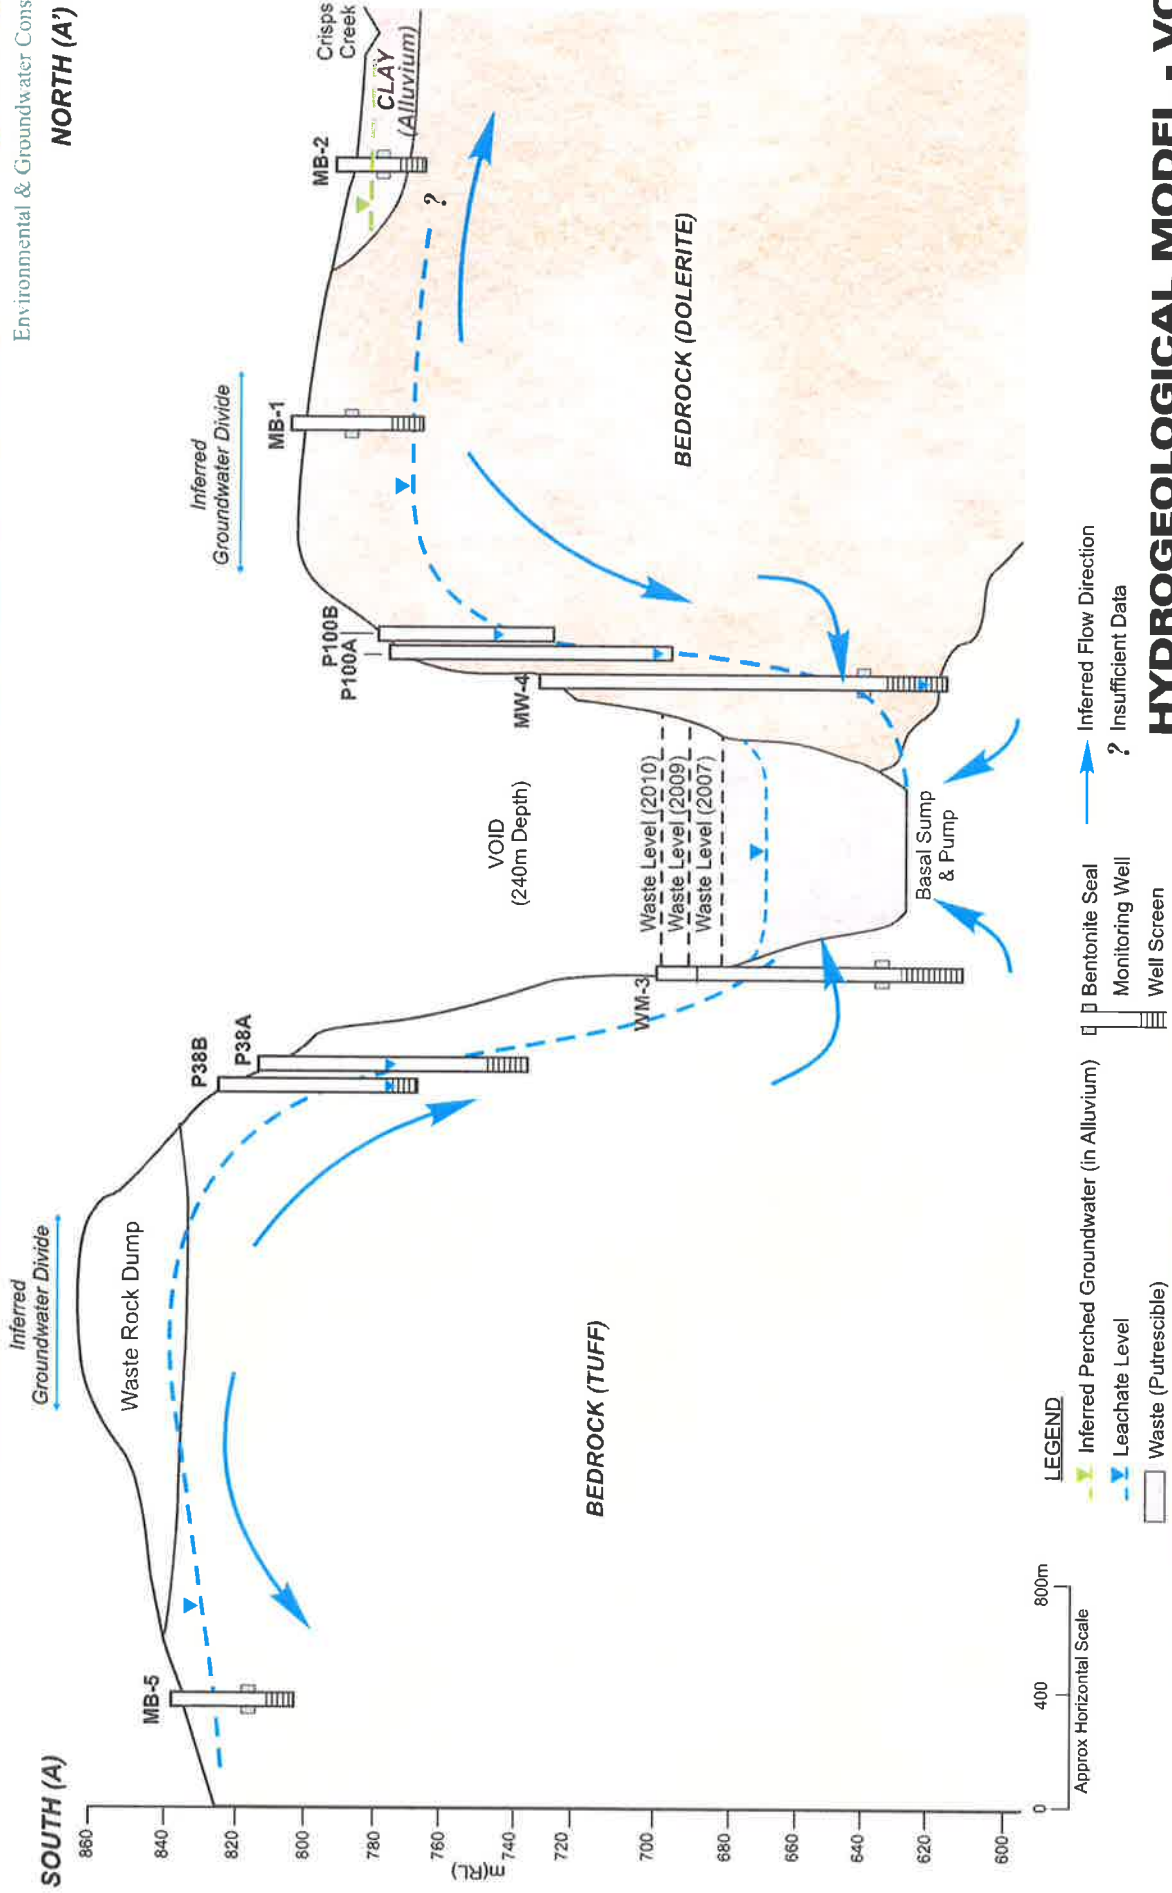 Environmental & Groundwater Cons
SOUTH (A)
NORTH (A')
Inferred
Groundwater Divide
Inferred
Groundwater Divide
Crisps
Creek
CLAY
(Alluvium)
MB-5
Waste Rock Dump
P38B
P38A
WM-3
VOID
(240m Depth)
Waste Level (2010)
Waste Level (2009)
Waste Level (2007)
Basal Sump
& Pump
MW-4
P100A
P100B
MB-1
MB-2
?
BEDROCK (TUFF)
BEDROCK (DOLERITE)
860
840
820
800
780
760
740
720
700
680
660
640
620
600
m(RL)
0
400
800m
Approx Horizontal Scale
LEGEND
Inferred Perched Groundwater (in Alluvium)
Leachate Level
Waste (Putrescible)
Bentonite Seal
Monitoring Well
Well Screen
Inferred Flow Direction
? Insufficient Data
HYDROGEOLOGICAL MODEL - VO